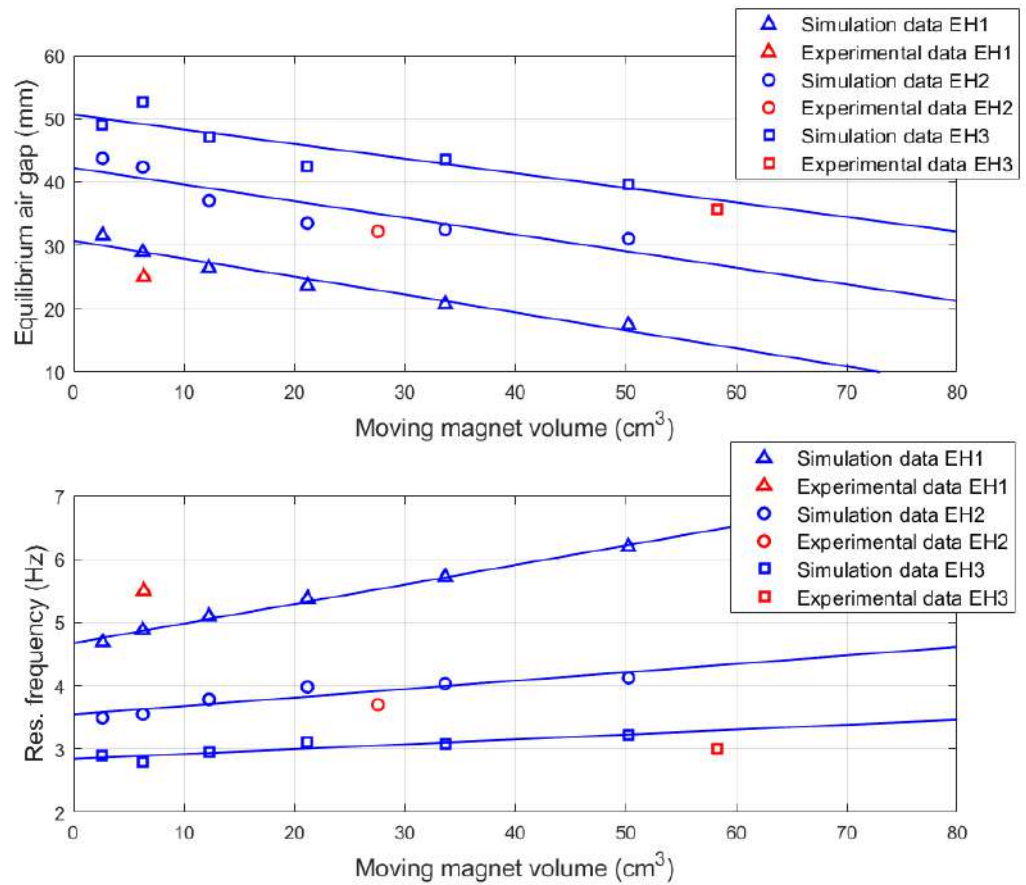 Simulation data EH1
Experimental data EH1
Simulation data EH2
Experimental data EH2
Simulation data EH3
Experimental data EH3
60
50
40
30
20
10
Equilibrium air gap (mm)
0 10 20 30 40 50 60 70 80
Moving magnet volume (cm³)
Simulation data EH1
Experimental data EH1
Simulation data EH2
Experimental data EH2
Simulation data EH3
Experimental data EH3
7
6
5
4
3
2
Res. frequency (Hz)
0 10 20 30 40 50 60 70 80
Moving magnet volume (cm³)